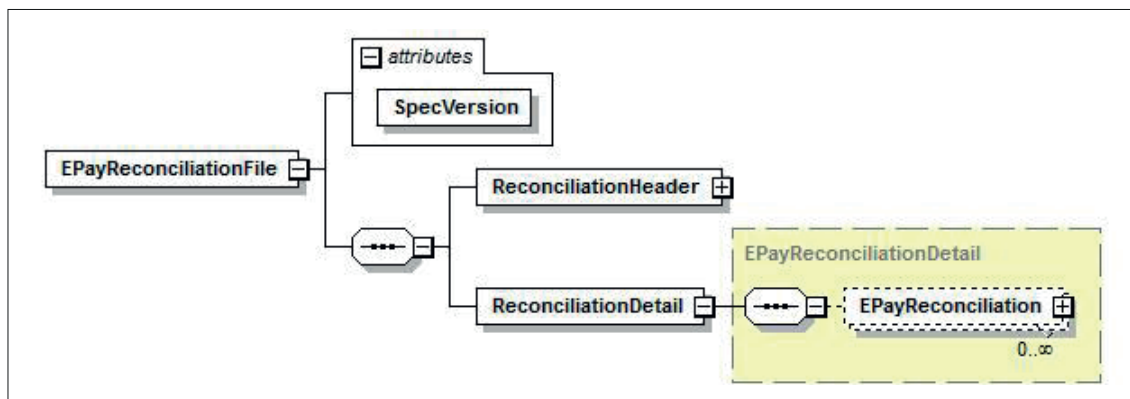 attributes
SpecVersion
EPayReconciliationFile
ReconciliationHeader
EPayReconciliationDetail
ReconciliationDetail
EPayReconciliation
0..∞